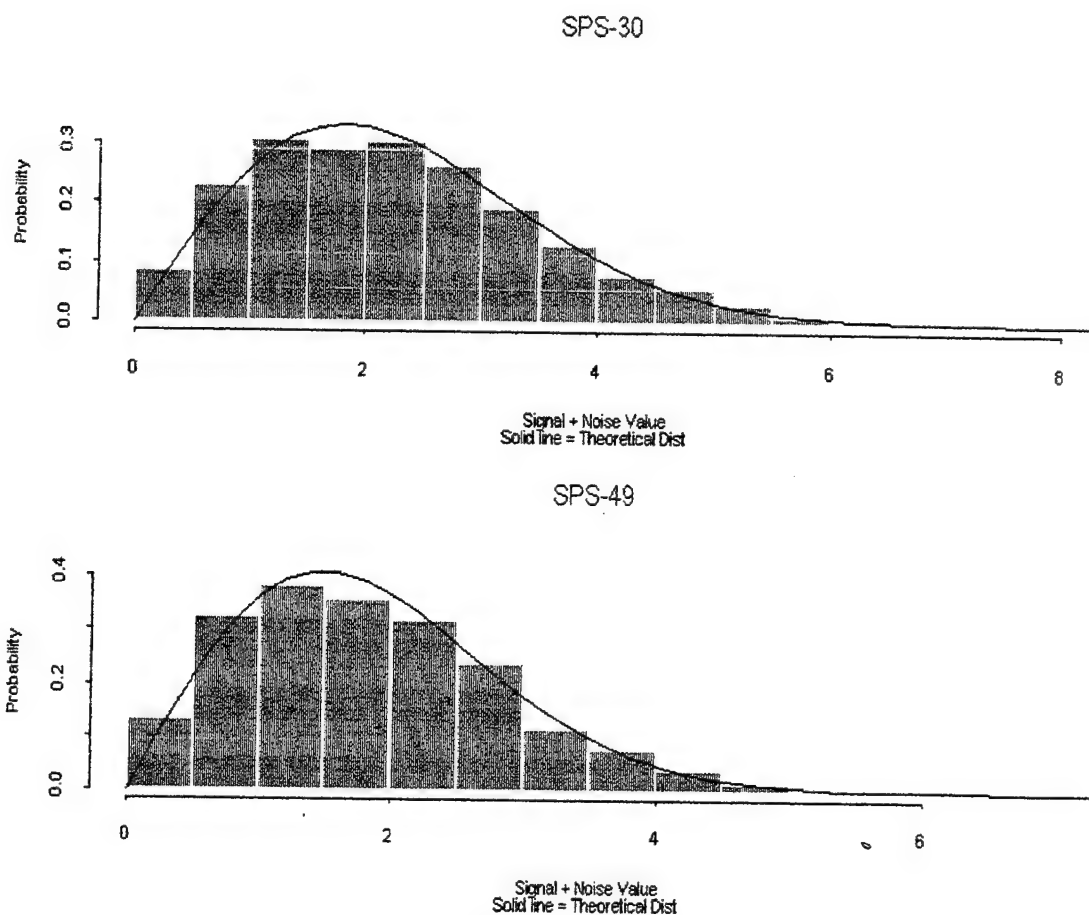 SPS-30
Probability
0.3
0.2
0.1
0.0
0 2 4 6 8
Signal + Noise Value
Solid line = Theoretical Dist
SPS-49
Probability
0.4
0.2
0.0
0 2 4 6
Signal + Noise Value
Solid line = Theoretical Dist